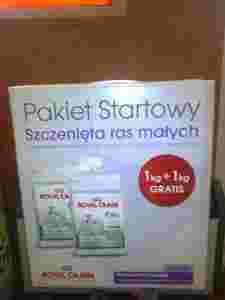 Pakiet Startowy
Szczenięta ras małych
1kg+1kg
GRATIS
ROYAL CANIN
ROYAL CANIN
ROYAL CANIN